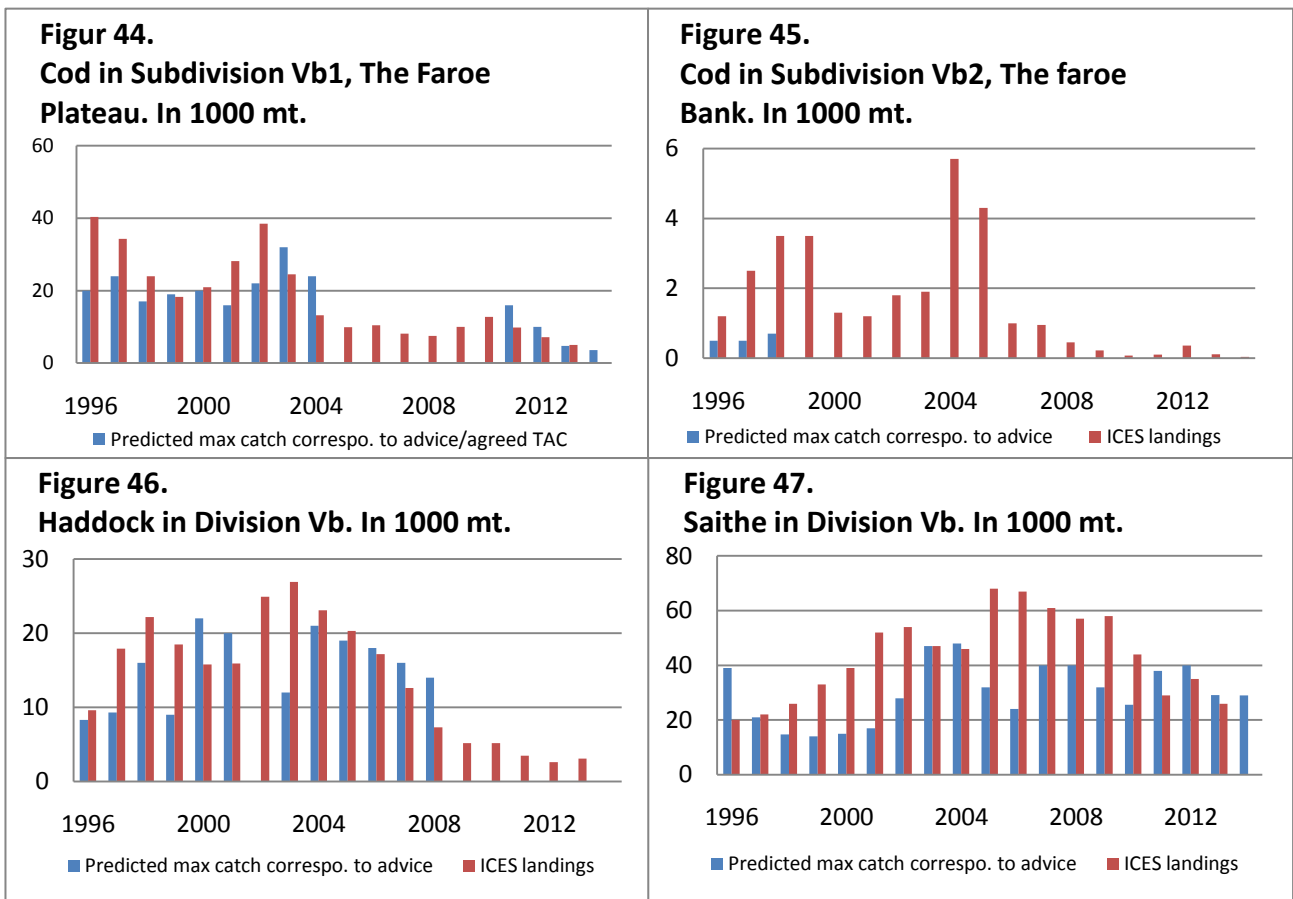 Figur 44.
Cod in Subdivision Vb1, The Faroe
Plateau. In 1000 mt.
60
40
20
0
1996 2000 2004 2008 2012
Predicted max catch correspo. to advice/agreed TAC
Figure 45.
Cod in Subdivision Vb2, The faroe
Bank. In 1000 mt.
6
4
2
0
1996 2000 2004 2008 2012
Predicted max catch correspo. to advice ICES landings
Figure 46.
Haddock in Division Vb. In 1000 mt.
30
20
10
0
1996 2000 2004 2008 2012
Predicted max catch correspo. to advice ICES landings
Figure 47.
Saithe in Division Vb. In 1000 mt.
80
60
40
20
0
1996 2000 2004 2008 2012
Predicted max catch correspo. to advice ICES landings